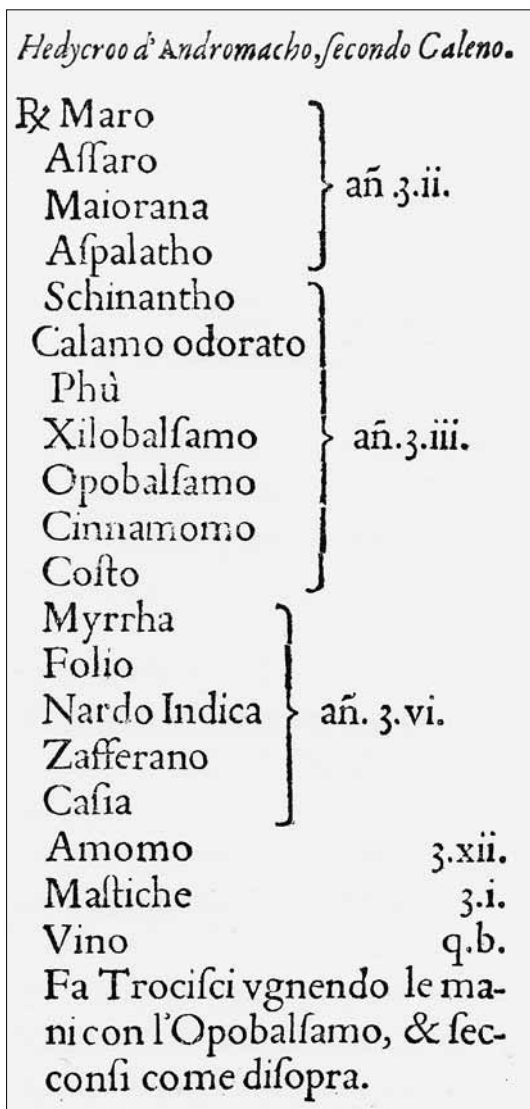 Hedycroo d'Andromacho, ſecondo Caleno.
℞ Maro
Aſſaro
Maiorana
añ .ʒ.ii.
Aſpalatho
Schinantho
Calamo odorato
Phù
Xilobalſamo
añ.ʒ.iii.
Opobalſamo
Cinnamomo
Coſto
Myrrha
Folio
Nardo Indica
añ. ʒ.vi.
Zafferano
Caſia
Amomo ʒ.xii.
Maſtiche ʒ.i.
Vino q.b.
Fa Trociſci vgnendo le ma-
ni con l'Opobalſamo, & ſec-
conſi come diſopra.